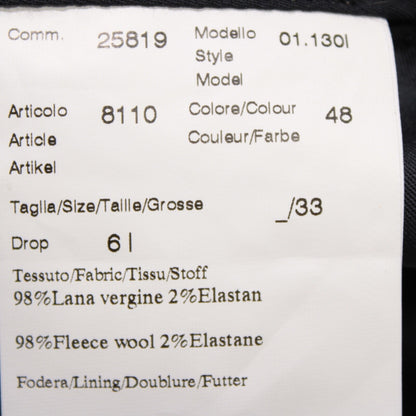 Comm. 25819 Modello 01.130I
Style
Model
Articolo 8110 Colore/Colour 48
Article Couleur/Farbe
Artikel
Taglia/Size/Taille/Grosse _/33
Drop 6 I
Tessuto/Fabric/Tissu/Stoff
98%Lana vergine 2%Elastan
98%Fleece wool 2%Elastane
Fodera/Lining/Doublure/Futter